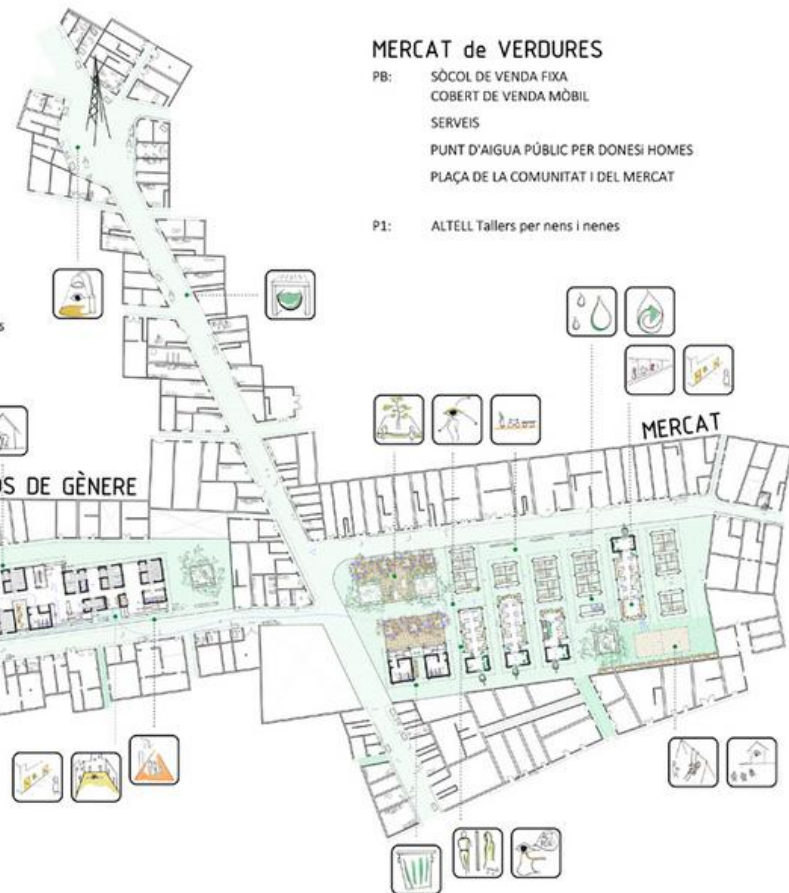 MERCAT de VERDURES
PB: SÒCOL DE VENDA FIXA
COBERT DE VENDA MÒBIL
SERVEIS
PUNT D'AIGUA PÚBLIC PER DONESi HOMES
PLAÇA DE LA COMUNITAT I DEL MERCAT
P1: ALTELL Tallers per nens i nenes
MERCAT
DE GÈNERE